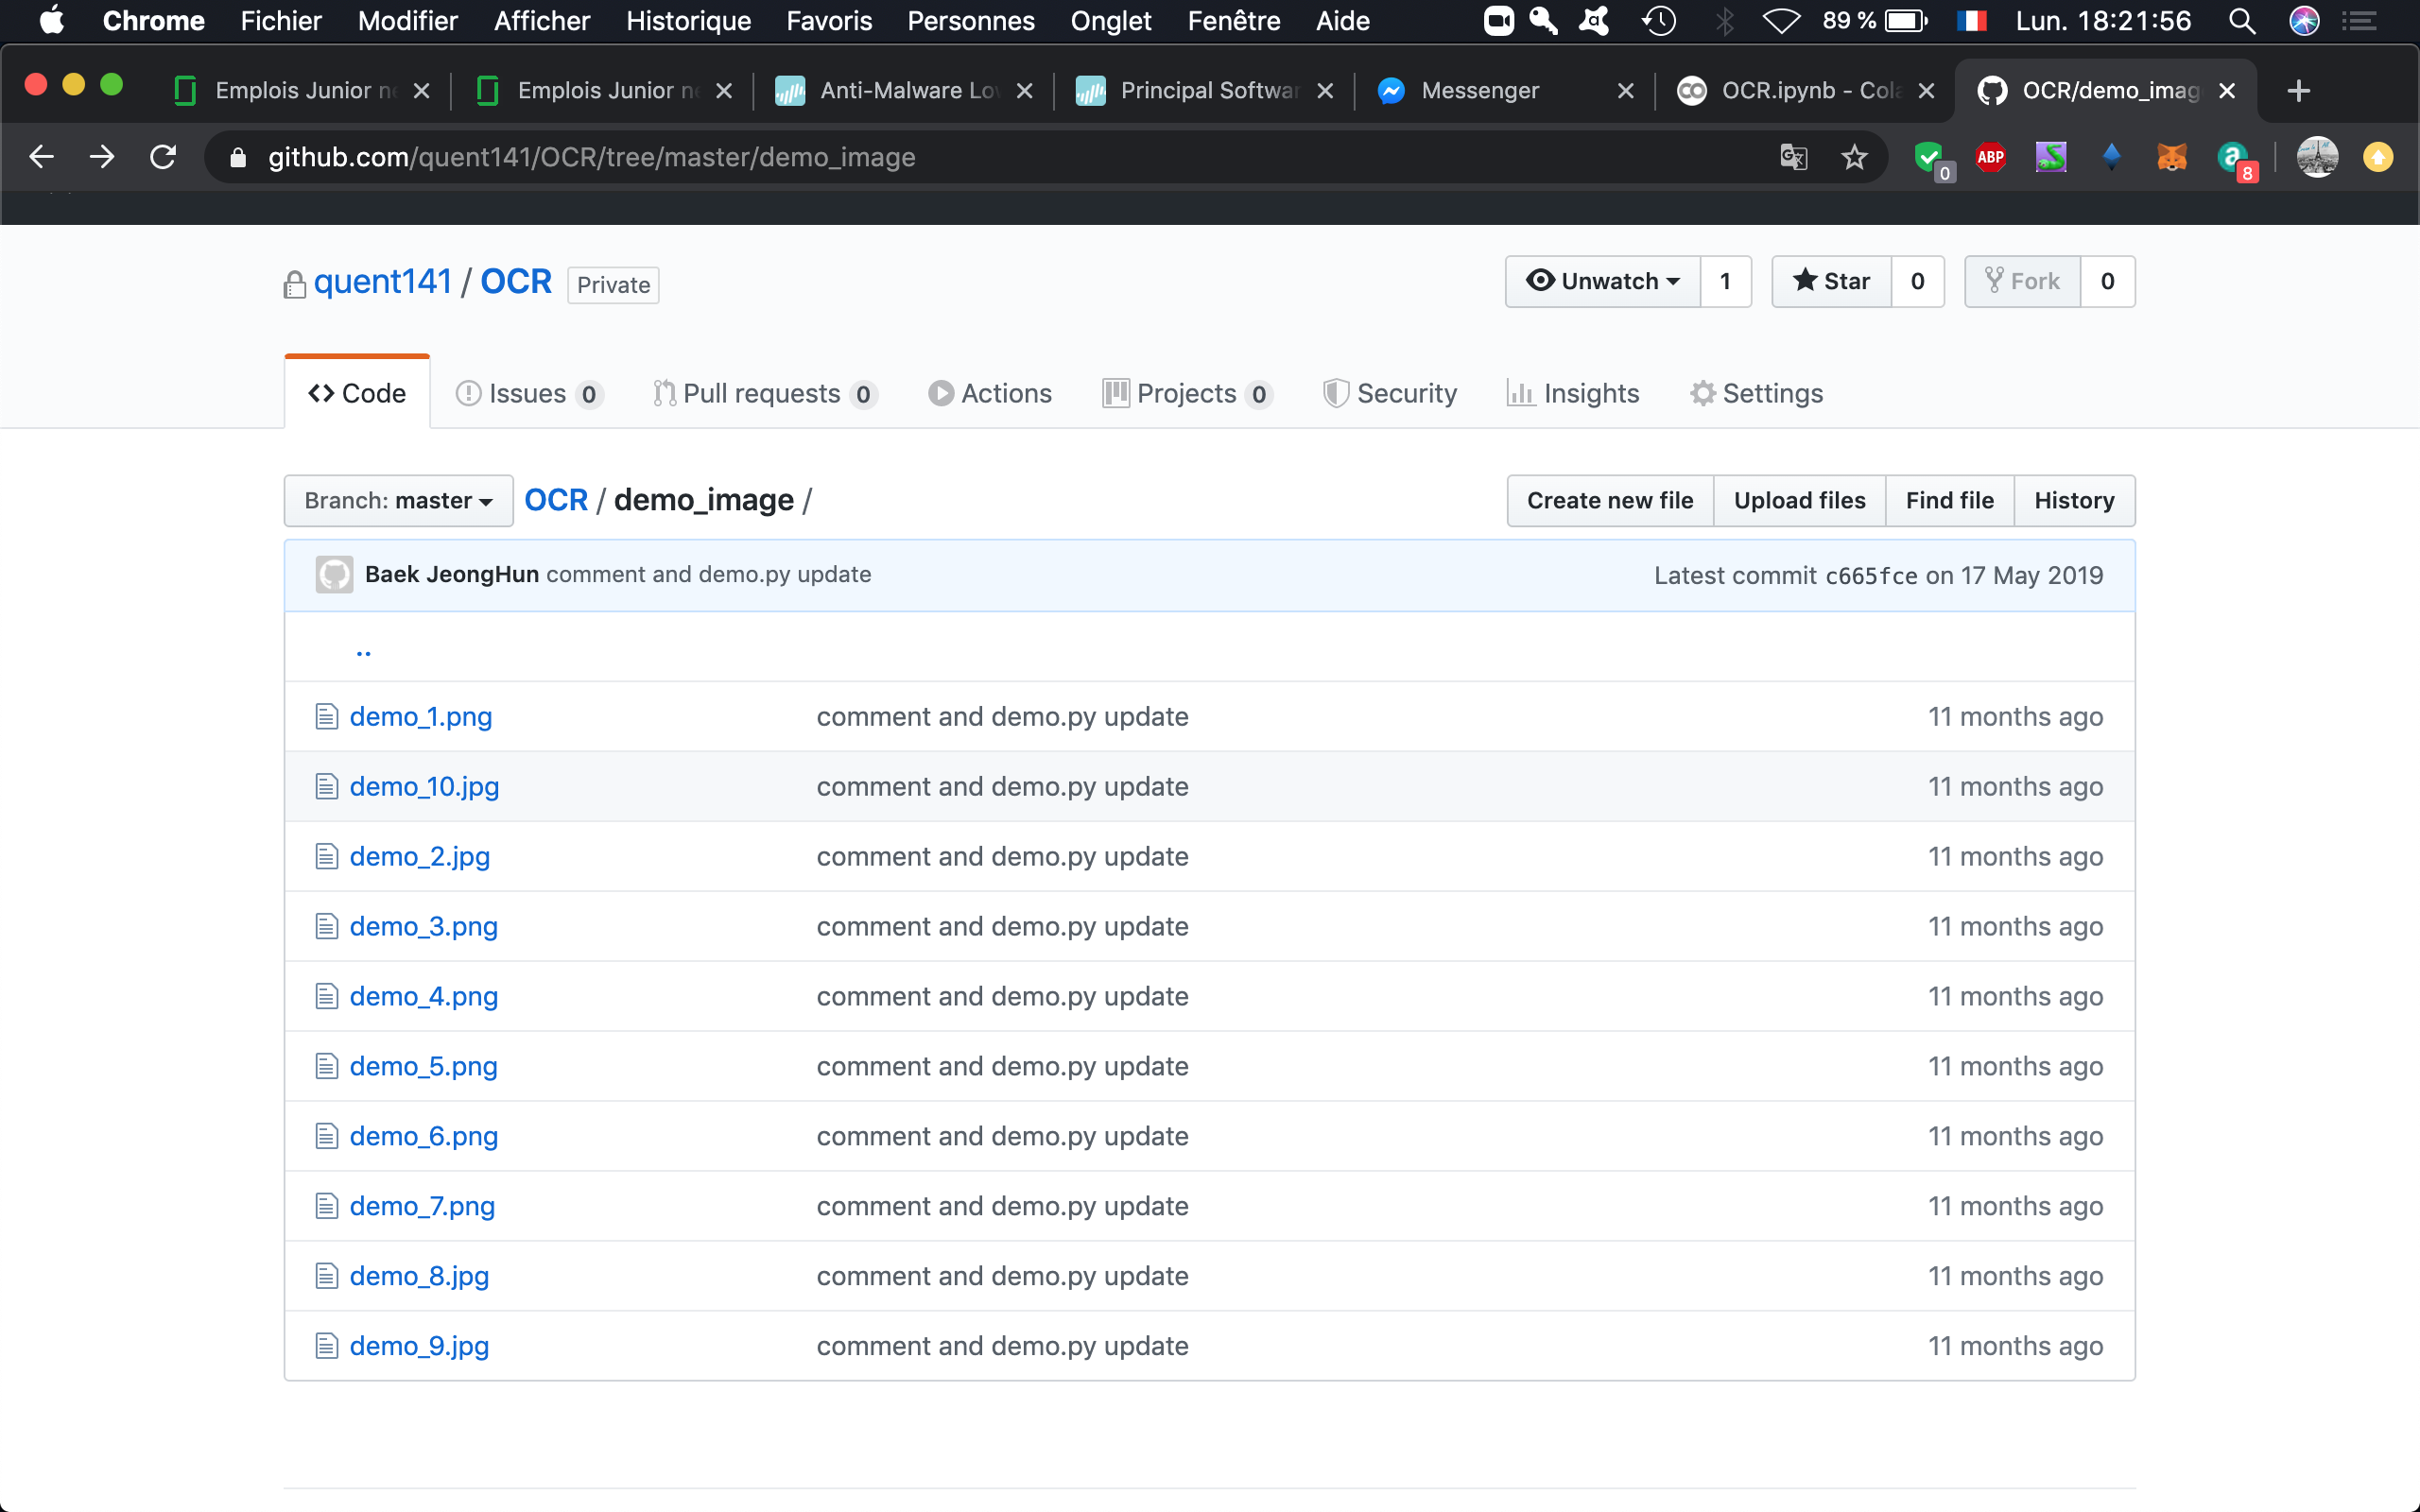 Chrome Fichier Modifier Afficher Historique Favoris Personnes Onglet Fenêtre Aide 89 % Lun. 18:21:56
Emplois Junior Emplois Junior Anti-Malware Principal Messenger OCR.ipynb - OCR/demo_imag
github.com/quent141/OCR/tree/master/demo_image ABP 0 a 8
quent141 / OCR Private Unwatch 1 Star 0 Fork 0
Code Issues 0 Pull requests 0 Actions Projects 0 Security Insights Settings
Branch: master OCR / demo_image / Create new file Upload files Find file History
Baek JeongHun comment and demo.py update Latest commit c665fce on 17 May 2019
..
demo_1.png comment and demo.py update 11 months ago
demo_10.jpg comment and demo.py update 11 months ago
demo_2.jpg comment and demo.py update 11 months ago
demo_3.png comment and demo.py update 11 months ago
demo_4.png comment and demo.py update 11 months ago
demo_5.png comment and demo.py update 11 months ago
demo_6.png comment and demo.py update 11 months ago
demo_7.png comment and demo.py update 11 months ago
demo_8.jpg comment and demo.py update 11 months ago
demo_9.jpg comment and demo.py update 11 months ago